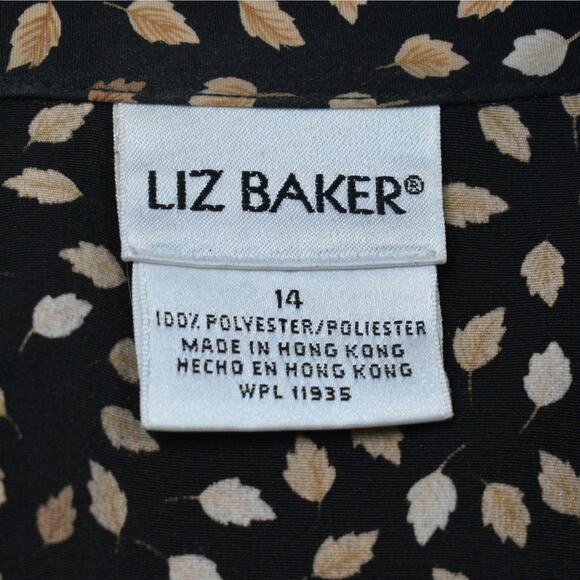 LIZ BAKER®
14
100% POLYESTER/POLIESTER
MADE IN HONG KONG
HECHO EN HONG KONG
WPL 11935